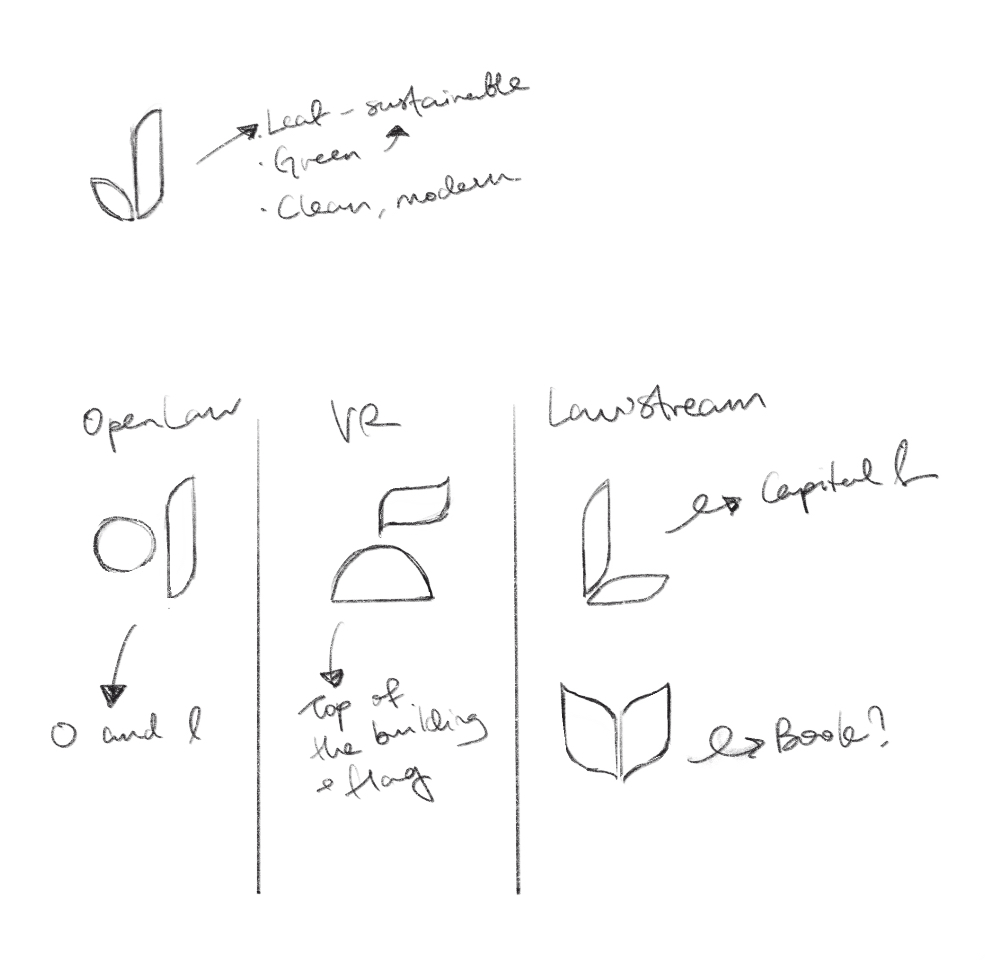 · Leaf - sustainable
· Green
· Clean, modern
OpenLaw
VR
Lawstream
Capital L
O and l
Top of
the building
& flag
Book?